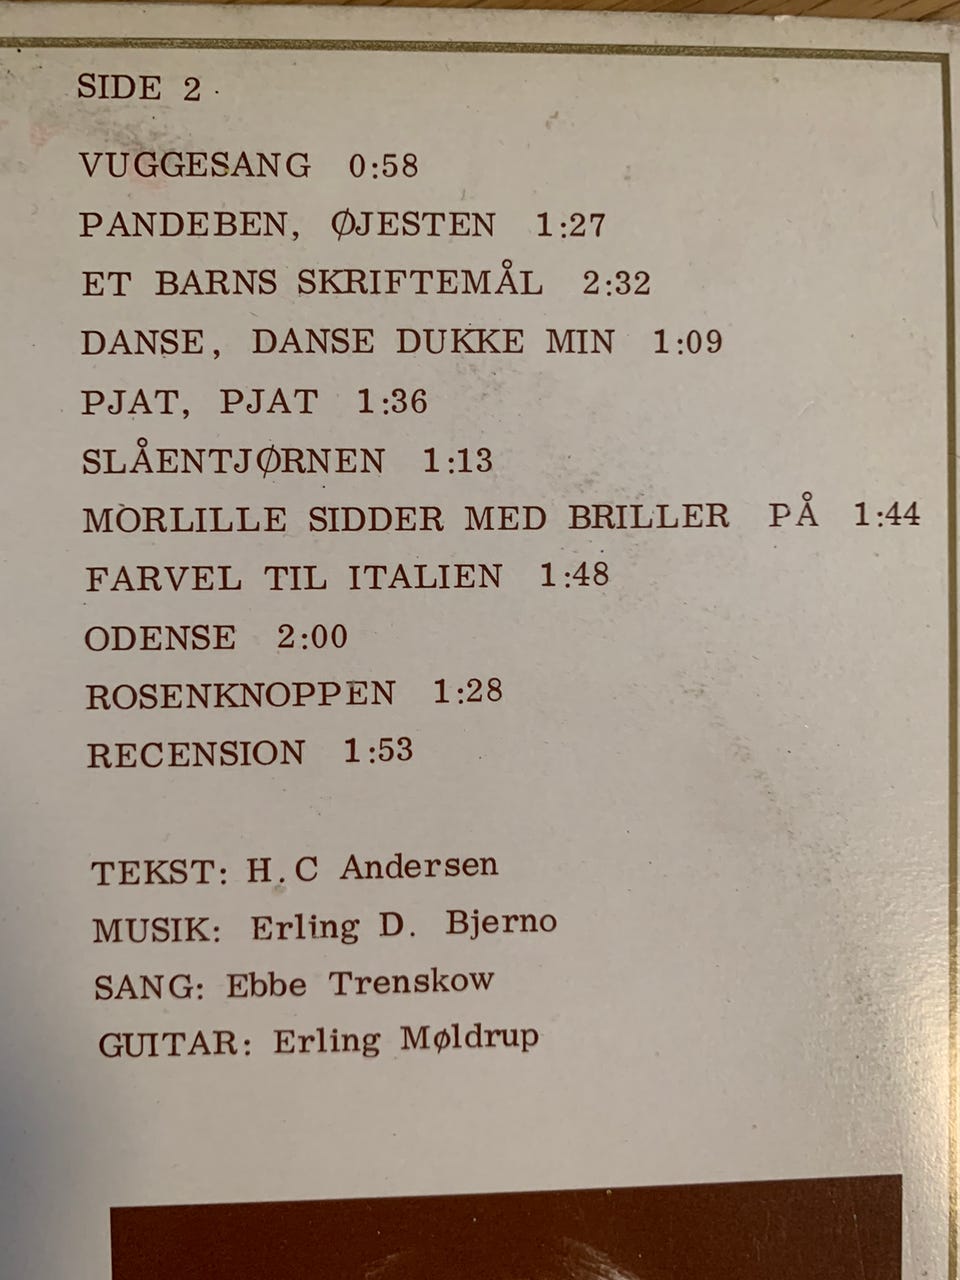 SIDE 2
VUGGESANG 0:58
PANDEBEN, ØJESTEN 1:27
ET BARNS SKRIFTEMÅL 2:32
DANSE, DANSE DUKKE MIN 1:09
PJAT, PJAT 1:36
SLÅENTJØRNEN 1:13
MORLILLE SIDDER MED BRILLER PÅ 1:44
FARVEL TIL ITALIEN 1:48
ODENSE 2:00
ROSENKNOPPEN 1:28
RECENSION 1:53
TEKST: H.C Andersen
MUSIK: Erling D. Bjerno
SANG: Ebbe Trenskow
GUITAR: Erling Møldrup